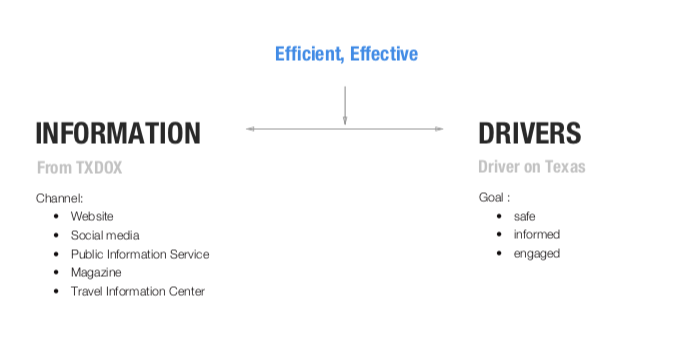 Efficient, Effective
INFORMATION
From TXDOX
Channel:
• Website
• Social media
• Public Information Service
• Magazine
• Travel Information Center
DRIVERS
Driver on Texas
Goal :
• safe
• informed
• engaged